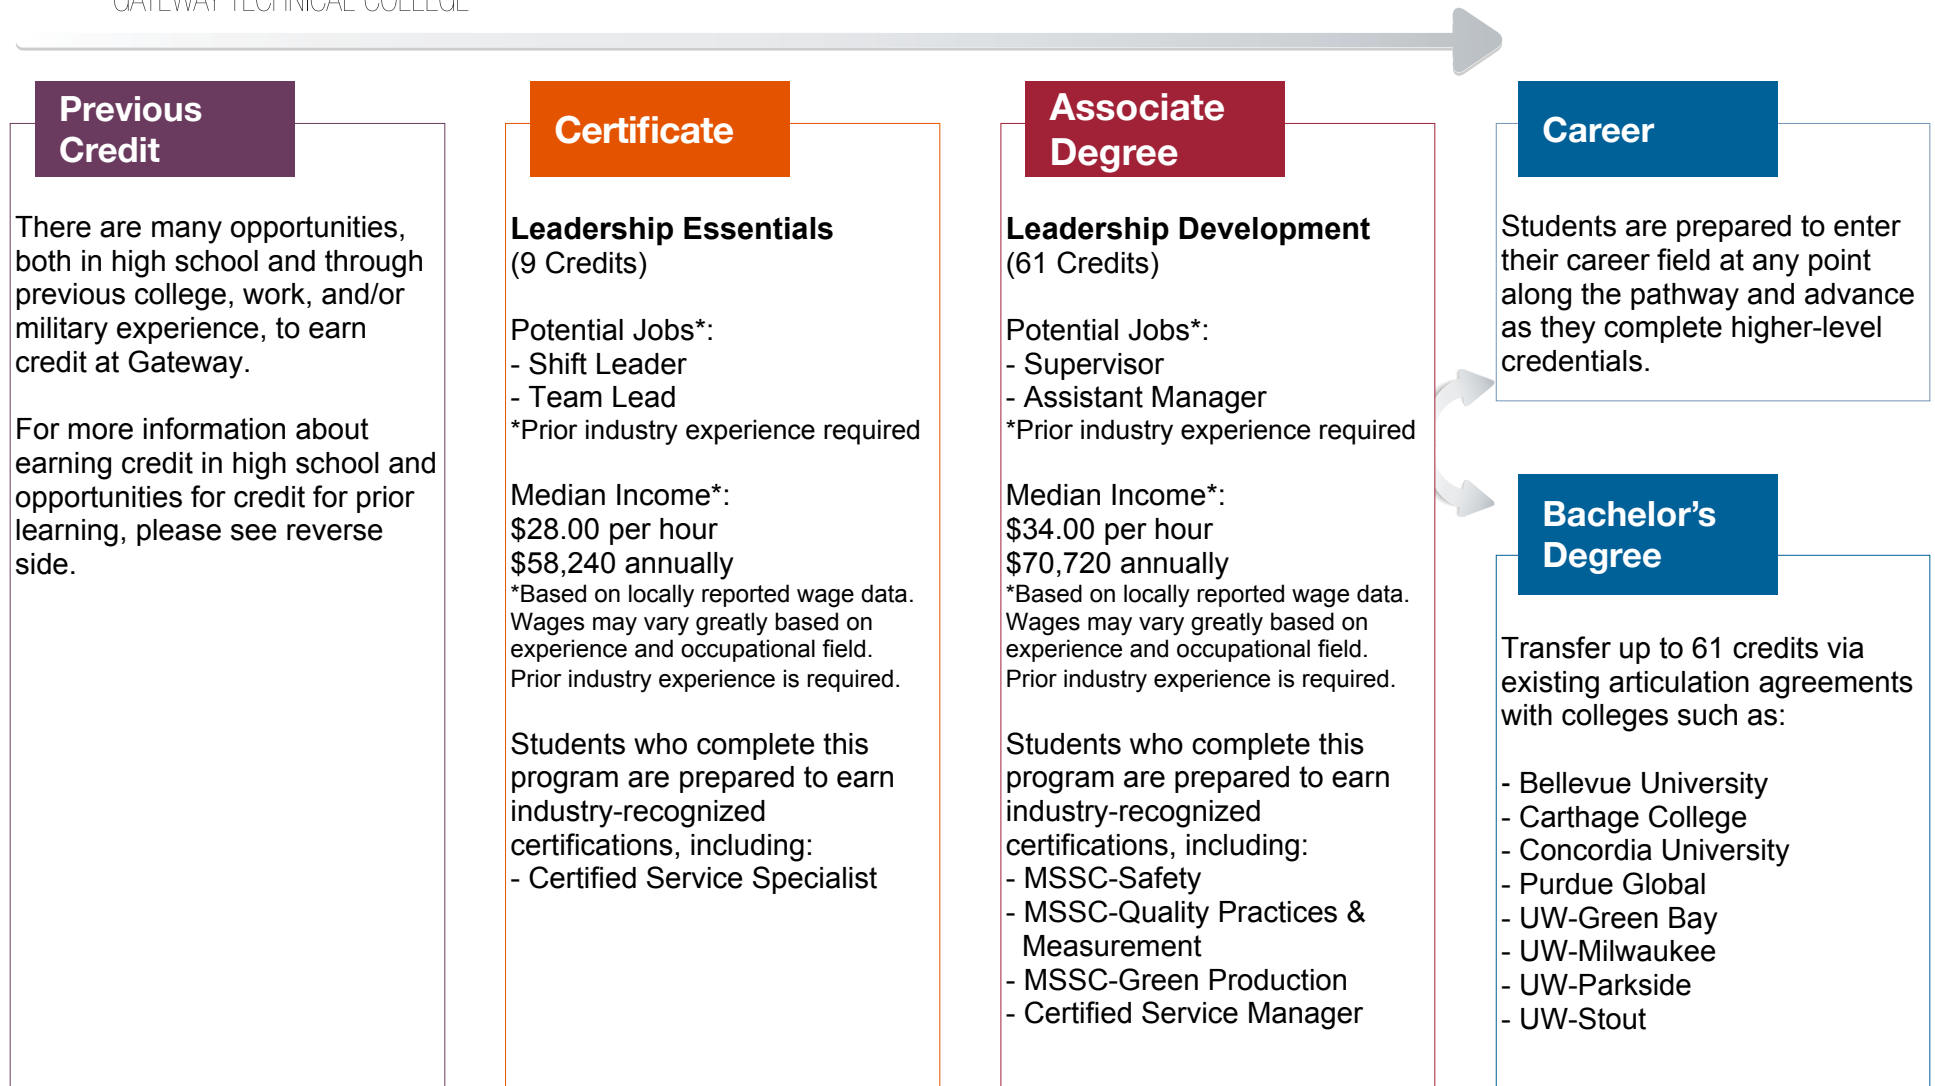 GATEWAY TECHNICAL COLLEGE
Previous
Credit
There are many opportunities,
both in high school and through
previous college, work, and/or
military experience, to earn
credit at Gateway.
For more information about
earning credit in high school and
opportunities for credit for prior
learning, please see reverse
side.
Certificate
Leadership Essentials
(9 Credits)
Potential Jobs*:
- Shift Leader
- Team Lead
*Prior industry experience required
Median Income*:
$28.00 per hour
$58,240 annually
*Based on locally reported wage data.
Wages may vary greatly based on
experience and occupational field.
Prior industry experience is required.
Students who complete this
program are prepared to earn
industry-recognized
certifications, including:
- Certified Service Specialist
Associate
Degree
Leadership Development
(61 Credits)
Potential Jobs*:
- Supervisor
- Assistant Manager
*Prior industry experience required
Median Income*:
$34.00 per hour
$70,720 annually
*Based on locally reported wage data.
Wages may vary greatly based on
experience and occupational field.
Prior industry experience is required.
Students who complete this
program are prepared to earn
industry-recognized
certifications, including:
- MSSC-Safety
- MSSC-Quality Practices &
Measurement
- MSSC-Green Production
- Certified Service Manager
Career
Students are prepared to enter
their career field at any point
along the pathway and advance
as they complete higher-level
credentials.
Bachelor’s
Degree
Transfer up to 61 credits via
existing articulation agreements
with colleges such as:
- Bellevue University
- Carthage College
- Concordia University
- Purdue Global
- UW-Green Bay
- UW-Milwaukee
- UW-Parkside
- UW-Stout